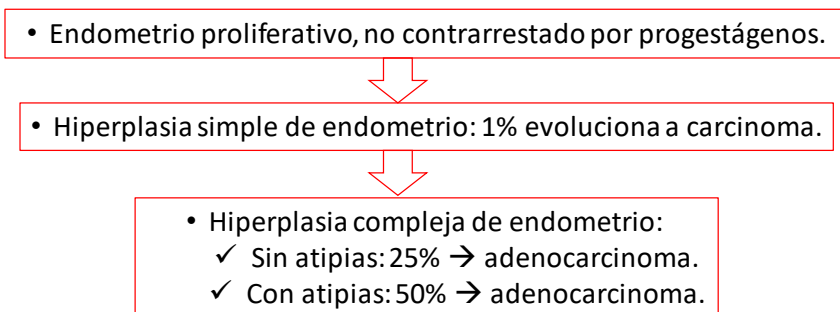 • Endometrio proliferativo, no contrarrestado por progestágenos.
• Hiperplasia simple de endometrio: 1% evoluciona a carcinoma.
• Hiperplasia compleja de endometrio:
✓ Sin atipias: 25% → adenocarcinoma.
✓ Con atipias: 50% → adenocarcinoma.